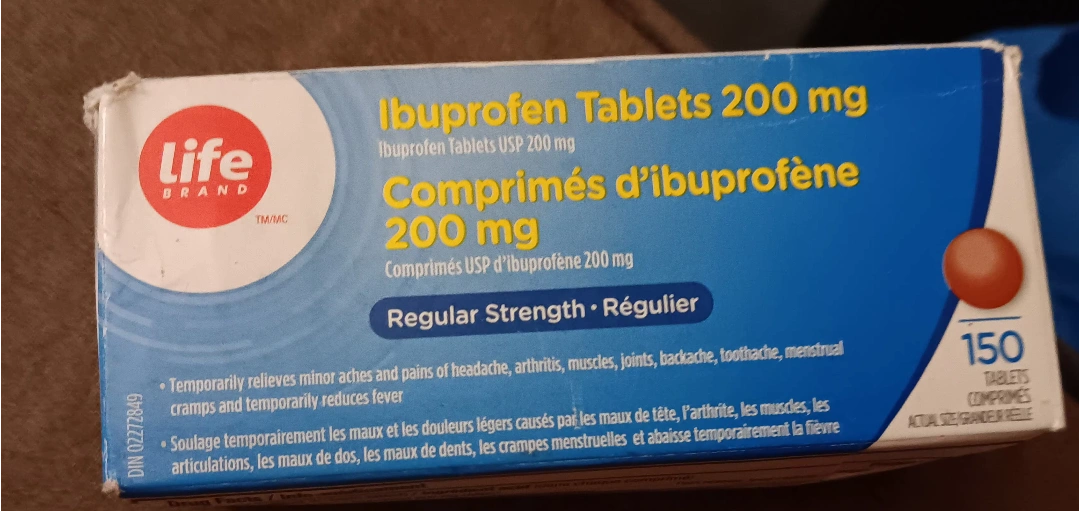 Life
BRAND
TM/MC
Ibuprofen Tablets 200 mg
Ibuprofen Tablets USP 200 mg
Comprimés d'ibuprofène
200 mg
Comprimés USP d'ibuprofène 200 mg
Regular Strength • Régulier
• Temporarily relieves minor aches and pains of headache, arthritis, muscles, joints, backache, toothache, menstrual
cramps and temporarily reduces fever
• Soulage temporairement les maux et les douleurs légers causés par les maux de tête, l'arthrite, les muscles, les
articulations, les maux de dos, les maux de dents, les crampes menstruelles et abaisse temporairement la fièvre
DIN 02272849
150
TABLETS
COMPRIMÉS
ACTUAL SIZE/GRANDEUR RÉELLE
Drug Facts /